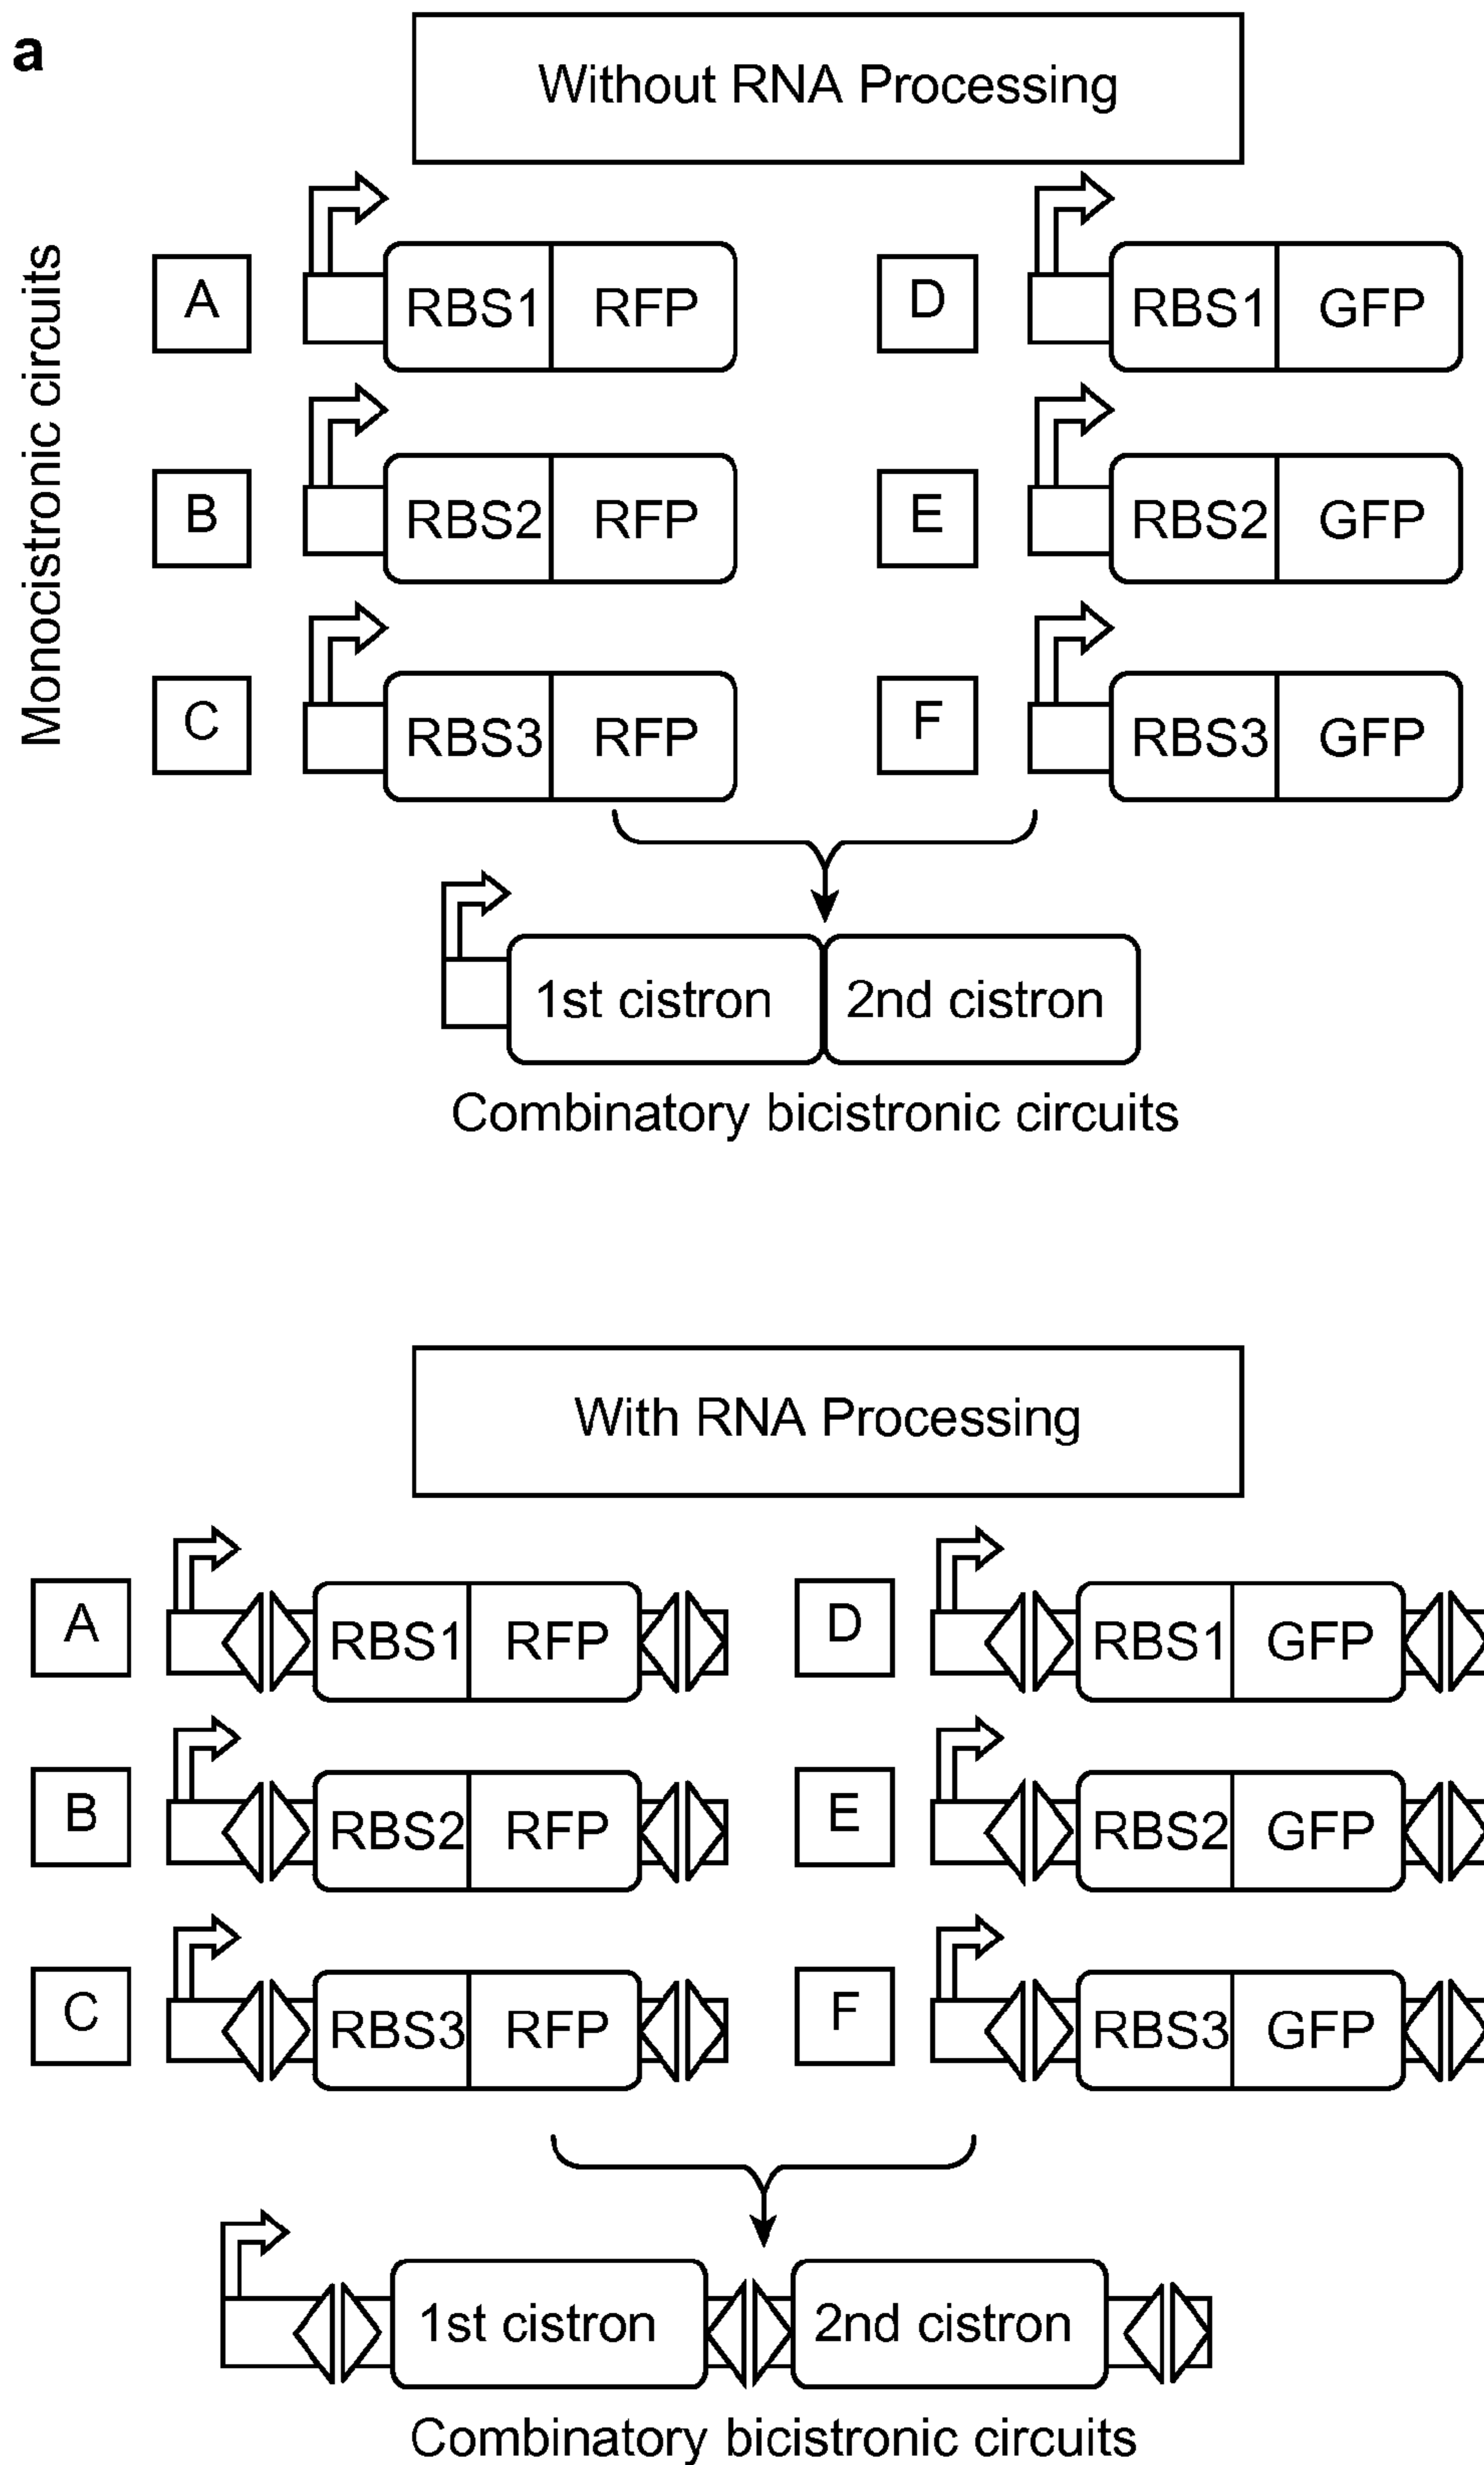 a
Without RNA Processing
Monocistronic circuits
A RBS1 RFP D RBS1 GFP
B RBS2 RFP E RBS2 GFP
C RBS3 RFP F RBS3 GFP
1st cistron 2nd cistron
Combinatory bicistronic circuits
With RNA Processing
A RBS1 RFP D RBS1 GFP
B RBS2 RFP E RBS2 GFP
C RBS3 RFP F RBS3 GFP
1st cistron 2nd cistron
Combinatory bicistronic circuits